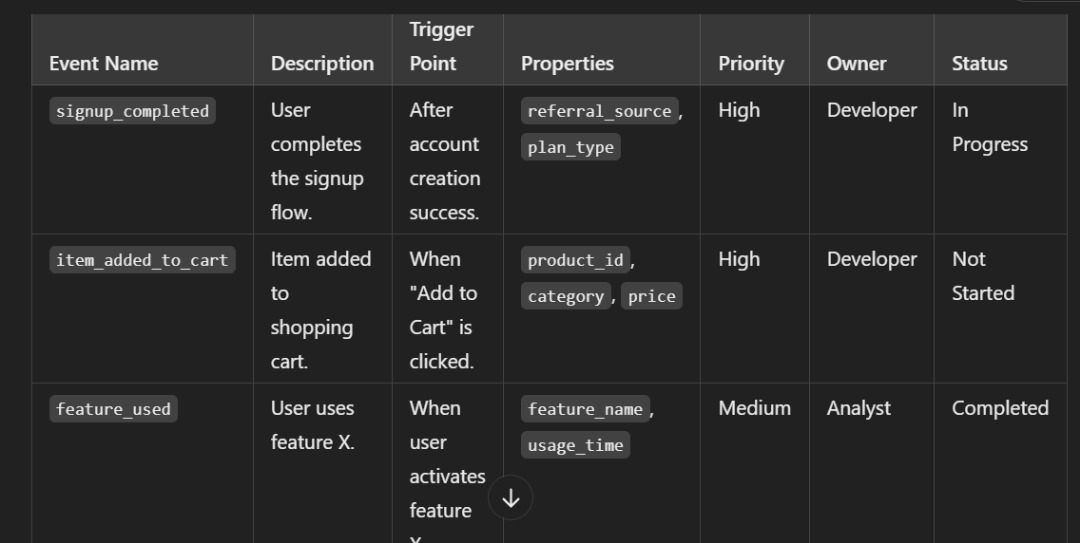 Event Name Description Trigger Point Properties Priority Owner Status
signup_completed User completes the signup flow. After account creation success. referral_source, plan_type High Developer In Progress
item_added_to_cart Item added to shopping cart. When "Add to Cart" is clicked. product_id, category, price High Developer Not Started
feature_used User uses feature X. When user activates feature X feature_name, usage_time Medium Analyst Completed